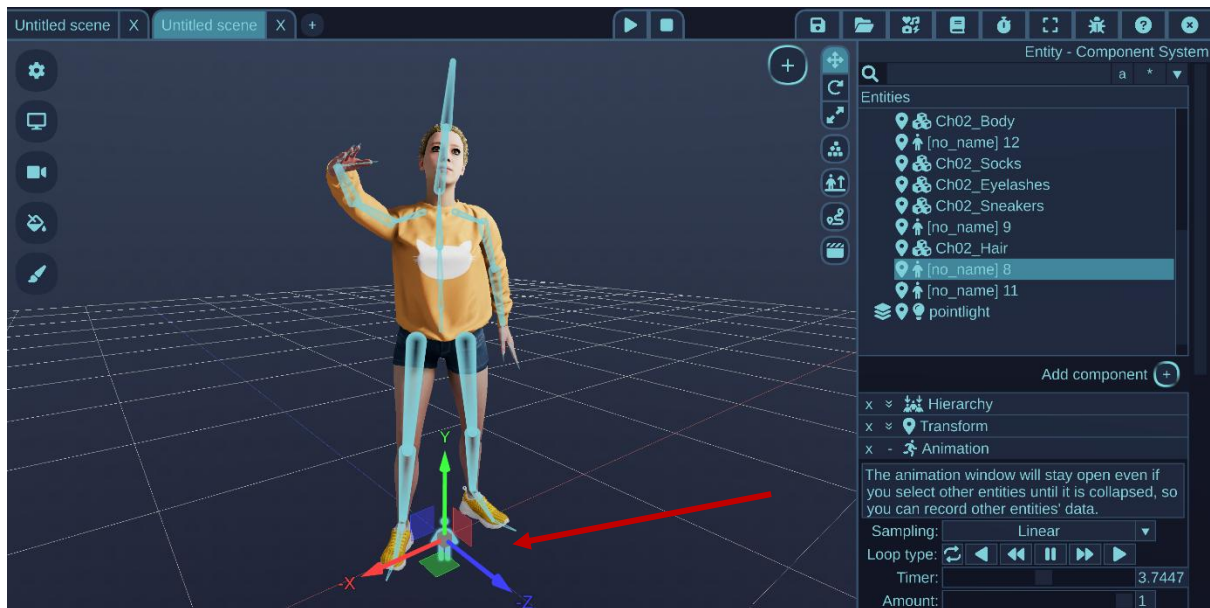 Untitled scene X Untitled scene X +
Entity - Component System
a * ▼
Entities
Ch02_Body
[no_name] 12
Ch02_Socks
Ch02_Eyelashes
Ch02_Sneakers
[no_name] 9
Ch02_Hair
[no_name] 8
[no_name] 11
pointlight
Add component +
x Hierarchy
x Transform
x - Animation
The animation window will stay open even if
you select other entities until it is collapsed, so
you can record other entities' data.
Sampling: Linear ▼
Loop type:
Timer: 3.7447
Amount: 1
Y
-X
-Z